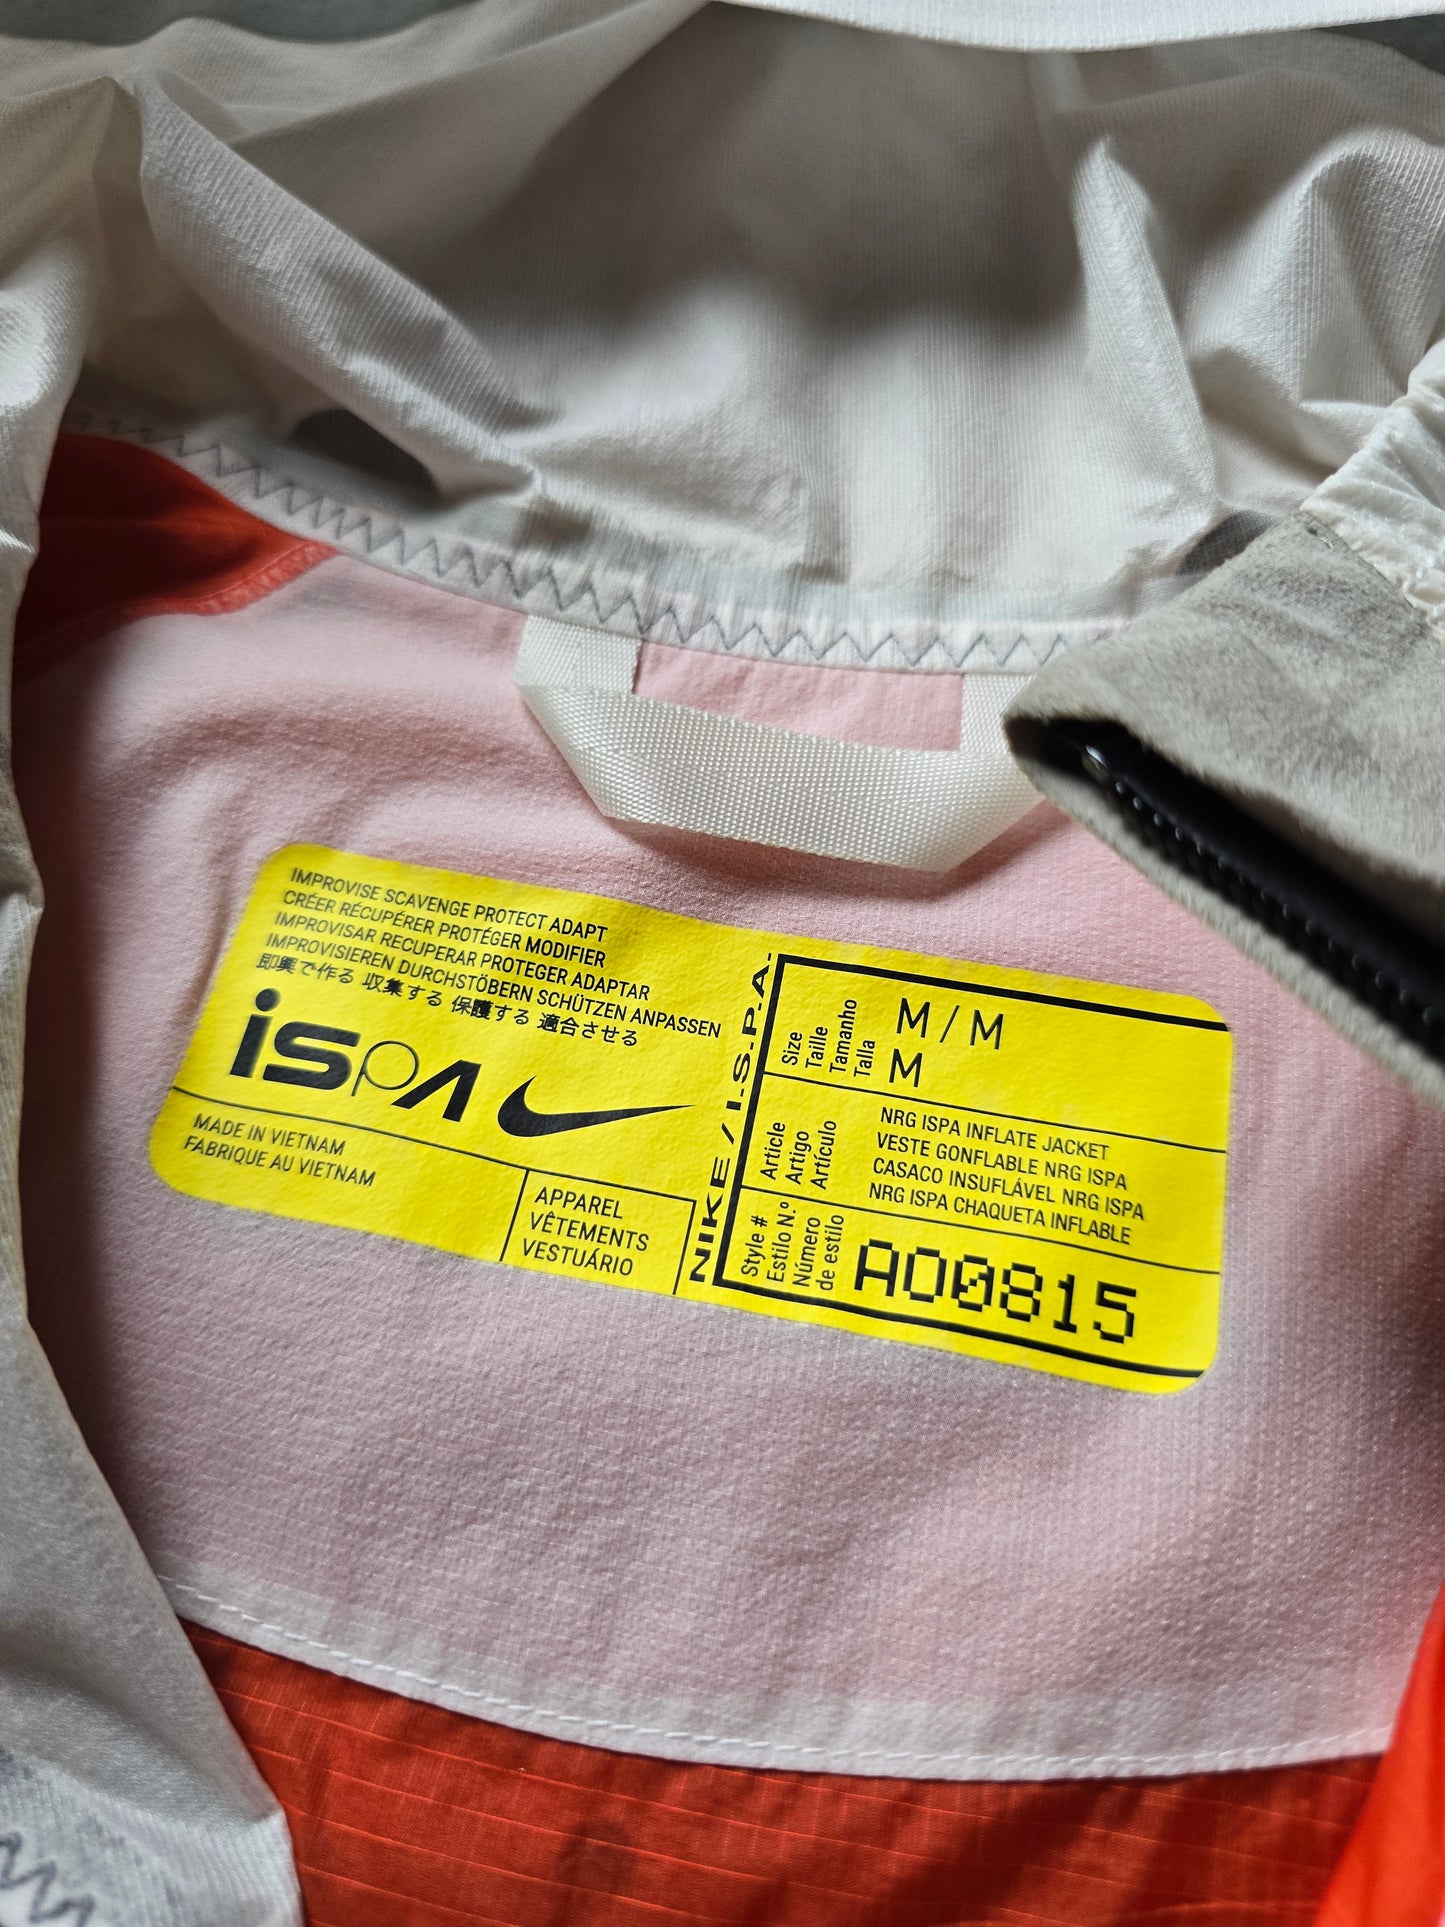 IMPROVISE SCAVENGE PROTECT ADAPT
CRÉER RÉCUPÉRER PROTÉGER MODIFIER
IMPROVISAR RECUPERAR PROTEGER ADAPTAR
IMPROVISIEREN DURCHSTÖBERN SCHÜTZEN ANPASSEN
即興で作る 収集する 保護する 適合させる
iSPA
MADE IN VIETNAM
FABRIQUE AU VIETNAM
APPAREL
VÊTEMENTS
VESTUÁRIO
NIKE / I.S.P.A.
Size
Taille
Tamanho
Talla
M/M
M
Article
Artigo
Artículo
NRG ISPA INFLATE JACKET
VESTE GONFLABLE NRG ISPA
CASACO INSUFLÁVEL NRG ISPA
NRG ISPA CHAQUETA INFLABLE
Style #
Estilo N.º
Número
de estilo
AO0815